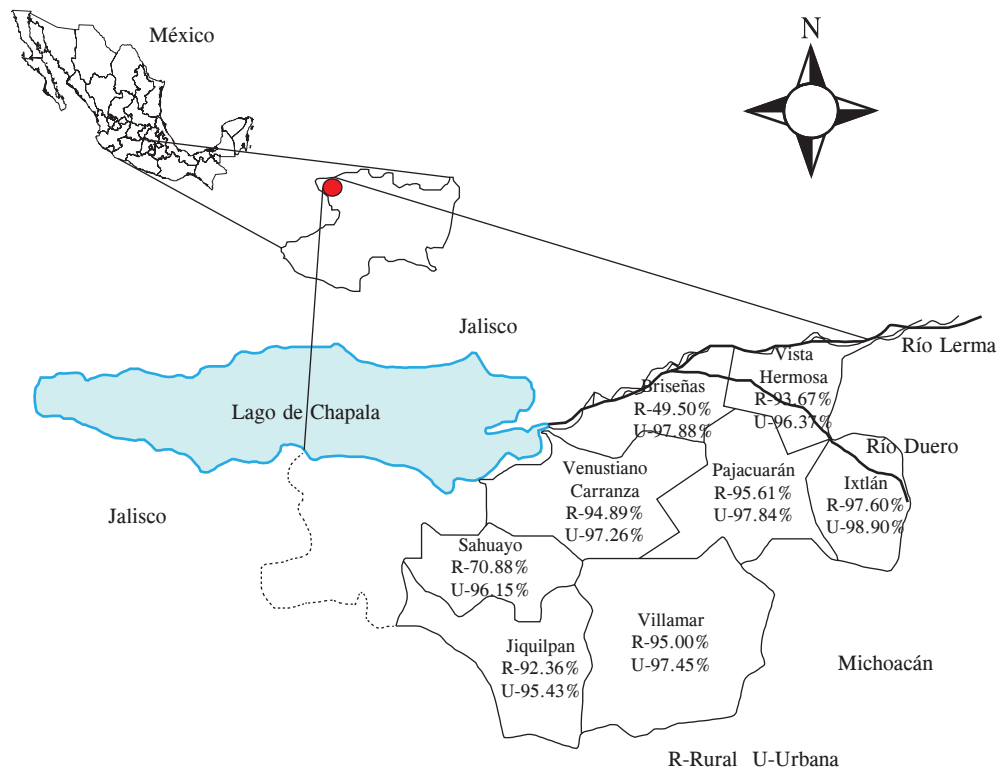 México
N
Jalisco
Río Lerma
Vista
Hermosa
R-93.67%
U-96.37%
Briseñas
R-49.50%
U-97.88%
Lago de Chapala
Río Duero
Venustiano
Carranza
R-94.89%
U-97.26%
Pajacuarán
R-95.61%
U-97.84%
Ixtlán
R-97.60%
U-98.90%
Jalisco
Sahuayo
R-70.88%
U-96.15%
Villamar
R-95.00%
U-97.45%
Jiquilpan
R-92.36%
U-95.43%
Michoacán
R-Rural U-Urbana